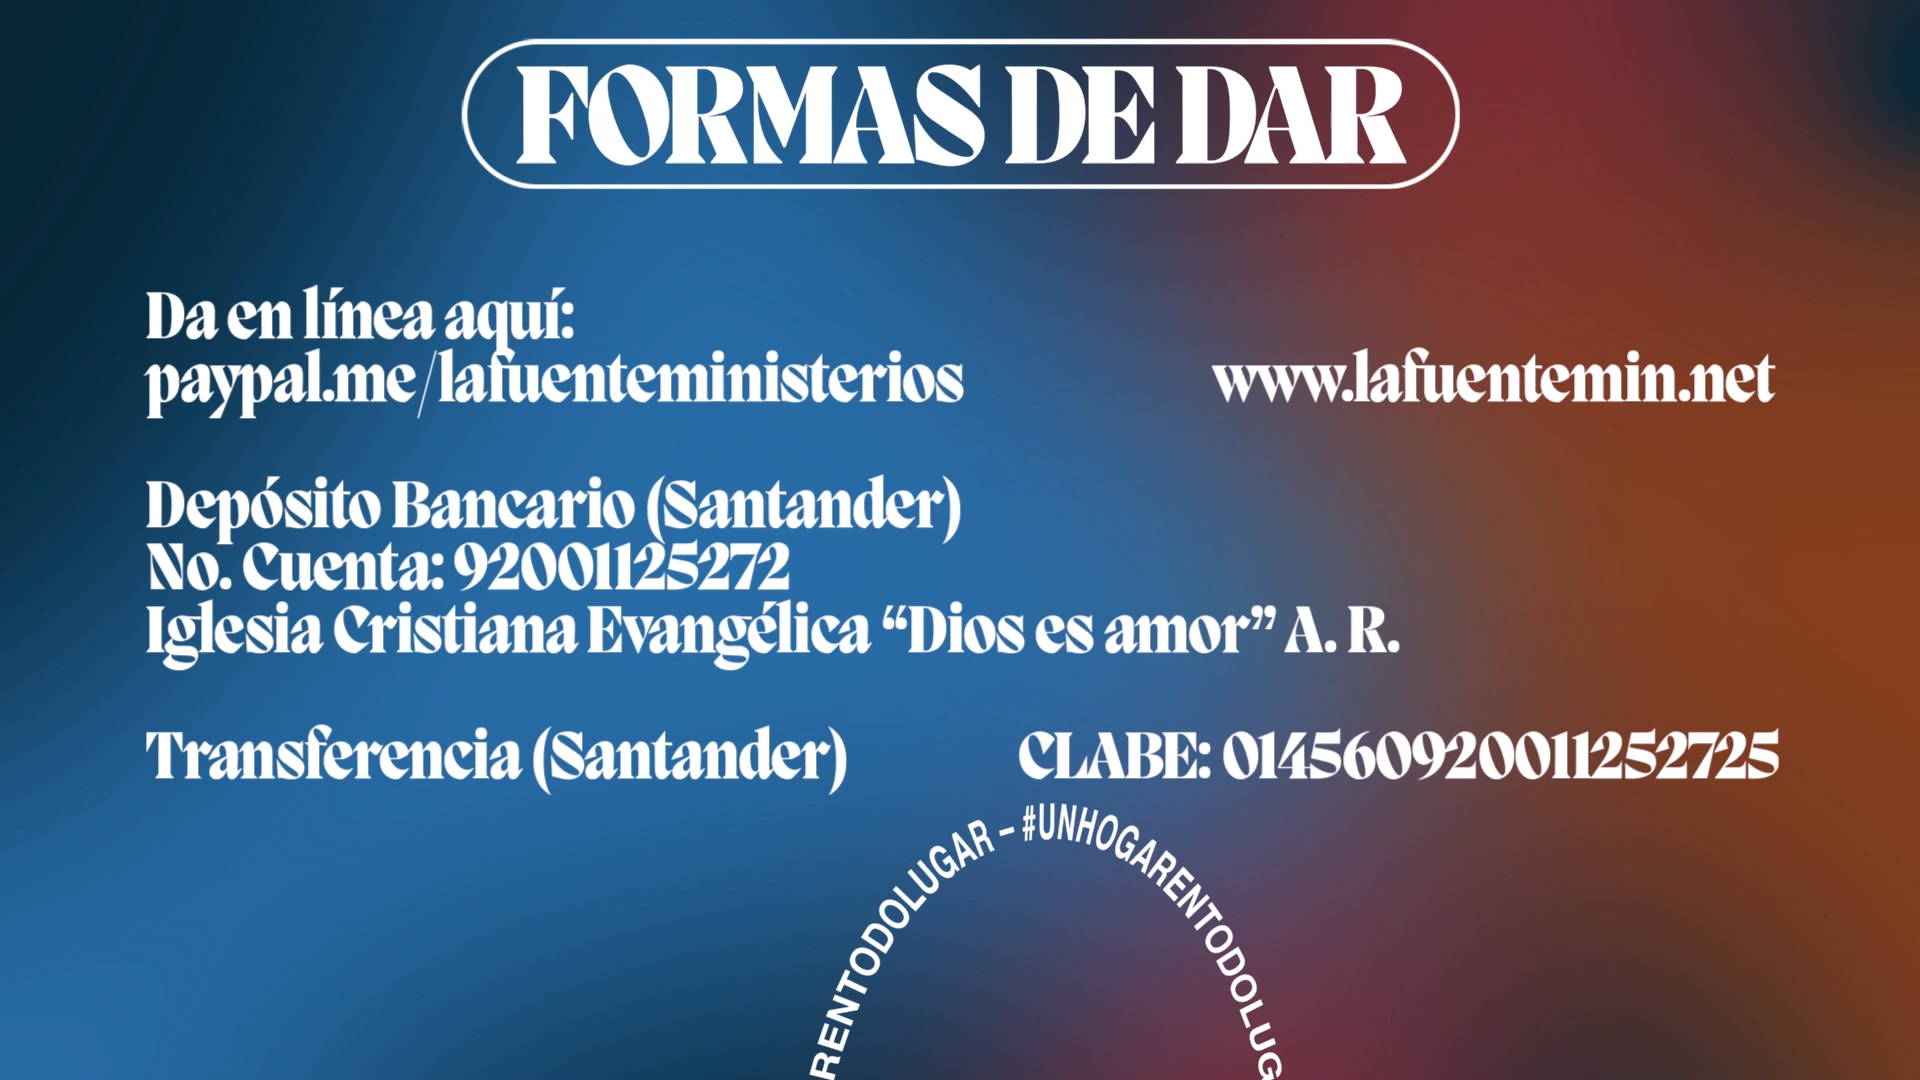 FORMAS DE DAR
Da en línea aquí:
paypal.me/lafuenteministerios
www.lafuentemin.net
Depósito Bancario (Santander)
No. Cuenta: 92001125272
Iglesia Cristiana Evangélica “Dios es amor” A. R.
Transferencia (Santander)
CLABE: 014560920011252725
RENTODOLUGAR – #UNHOGARENTODOLUG